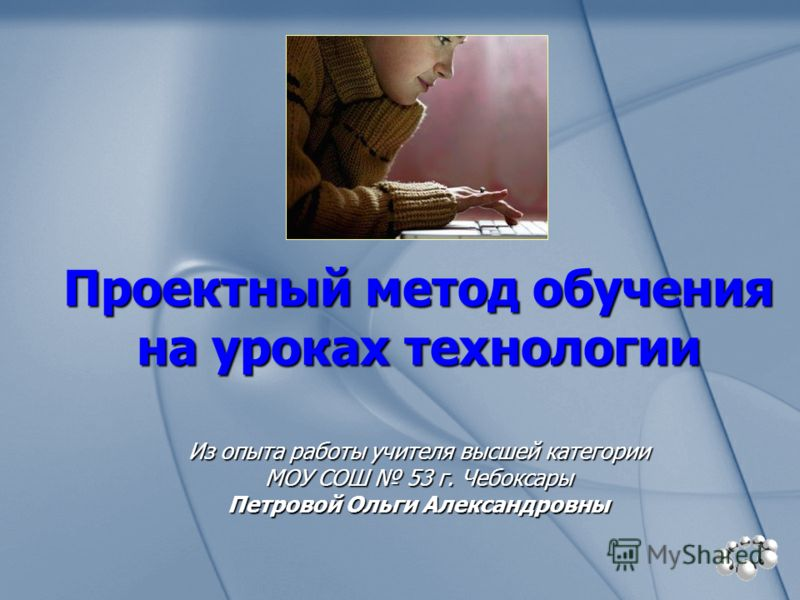 Проектный метод обучения
на уроках технологии
Из опыта работы учителя высшей категории
МОУ СОШ № 53 г. Чебоксары
Петровой Ольги Александровны
MyShared